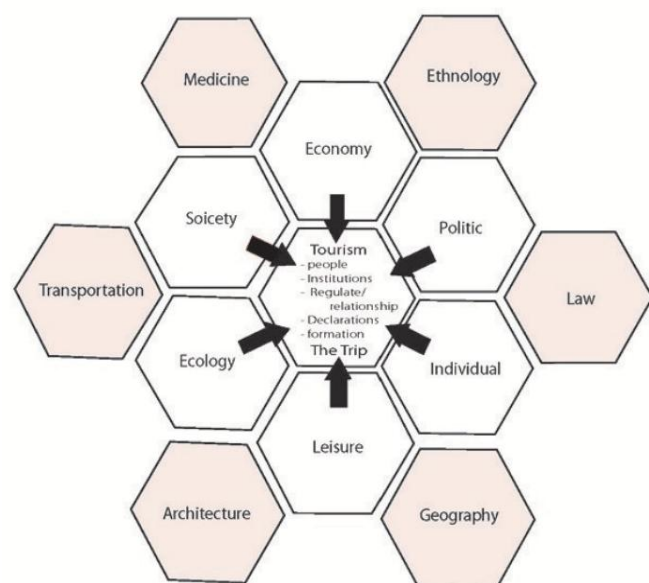 Medicine
Ethnology
Economy
Soicety
Politic
Transportation
Tourism
- people
- Institutions
- Regulate/
relationship
- Declarations
- formation
The Trip
Law
Ecology
Individual
Leisure
Architecture
Geography